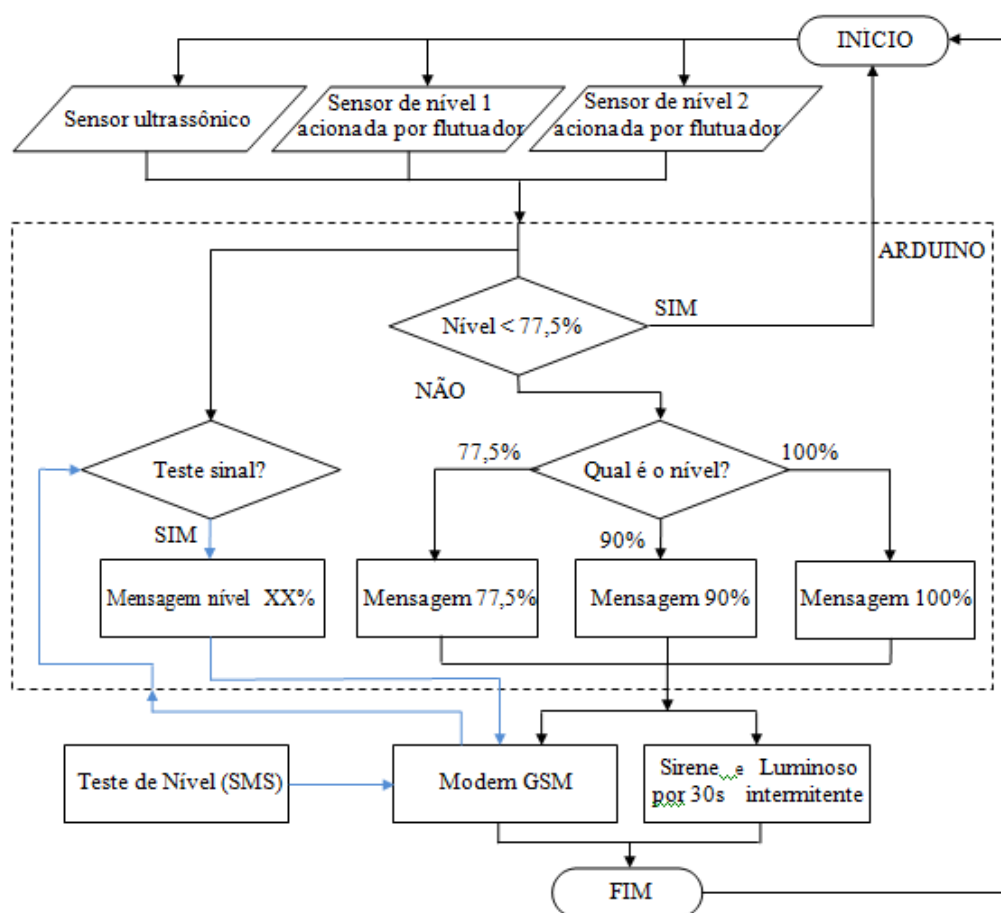 INÍCIO
Sensor ultrassônico
Sensor de nível 1
acionada por flutuador
Sensor de nível 2
acionada por flutuador
ARDUINO
Nível < 77,5%
SIM
NÃO
Teste sinal?
77,5%
Qual é o nível?
100%
SIM
90%
Mensagem nível XX%
Mensagem 77,5%
Mensagem 90%
Mensagem 100%
Teste de Nível (SMS)
Modem GSM
Sirene e Luminoso
por 30s intermitente
FIM